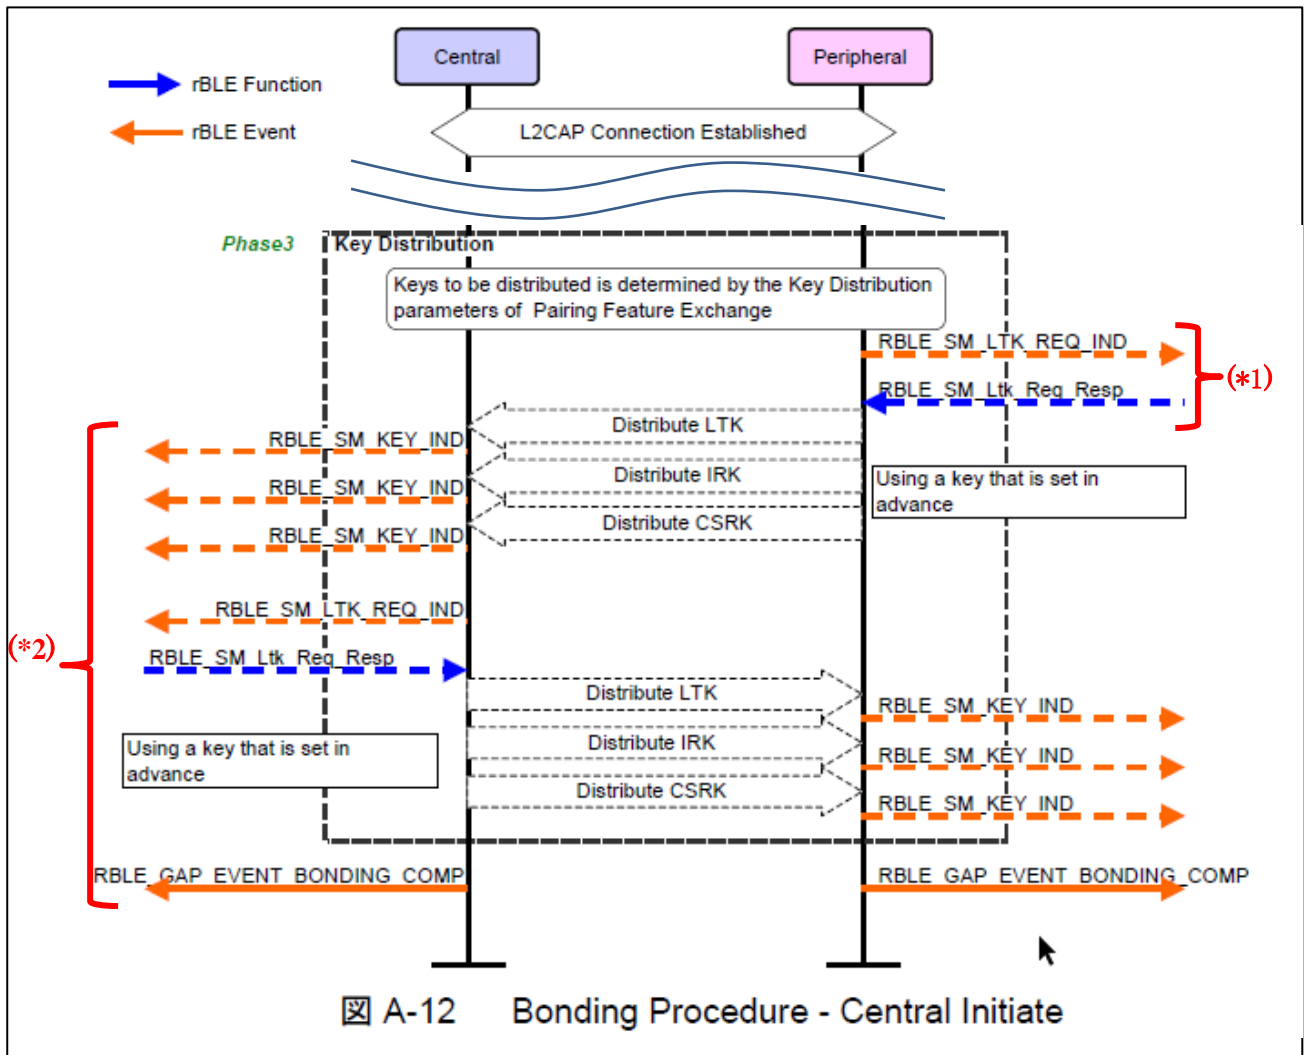 Central
Peripheral
rBLE Function
rBLE Event
L2CAP Connection Established
Phase3
Key Distribution
Keys to be distributed is determined by the Key Distribution
parameters of Pairing Feature Exchange
RBLE_SM_LTK_REQ_IND
(*1)
RBLE_SM_Ltk_Req_Resp
Distribute LTK
RBLE_SM_KEY_IND
Distribute IRK
Using a key that is set in
advance
RBLE_SM_KEY_IND
Distribute CSRK
RBLE_SM_KEY_IND
RBLE_SM_LTK_REQ_IND
(*2)
RBLE_SM_Ltk_Req_Resp
Distribute LTK
RBLE_SM_KEY_IND
Using a key that is set in
advance
Distribute IRK
RBLE_SM_KEY_IND
Distribute CSRK
RBLE_SM_KEY_IND
RBLE_GAP_EVENT_BONDING_COMP
RBLE_GAP_EVENT_BONDING_COMP
図 A-12 Bonding Procedure - Central Initiate